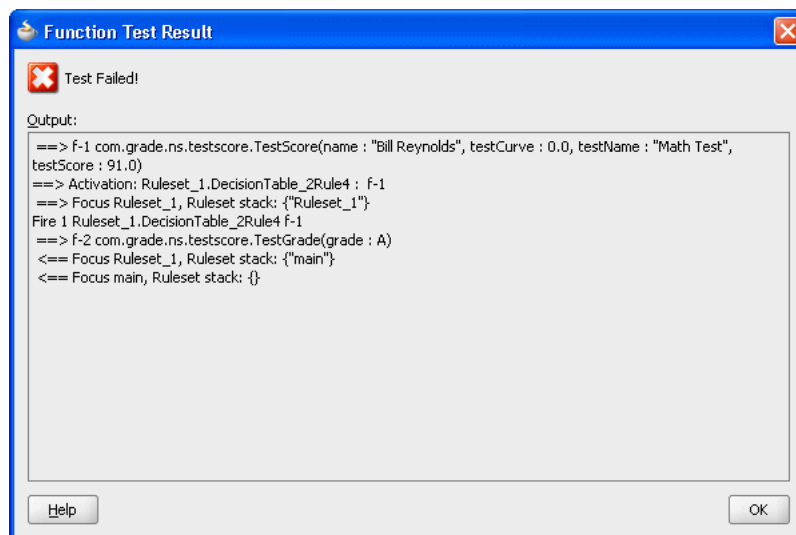 Function Test Result
Test Failed!
Output:
==> f-1 com.grade.ns.testscore.TestScore(name : "Bill Reynolds", testCurve : 0.0, testName : "Math Test",
testScore : 91.0)
==> Activation: Ruleset_1.DecisionTable_2Rule4 :  f-1
==> Focus Ruleset_1, Ruleset stack: {"Ruleset_1"}
Fire 1 Ruleset_1.DecisionTable_2Rule4 f-1
==> f-2 com.grade.ns.testscore.TestGrade(grade : A)
<== Focus Ruleset_1, Ruleset stack: {"main"}
<== Focus main, Ruleset stack: {}
Help
OK